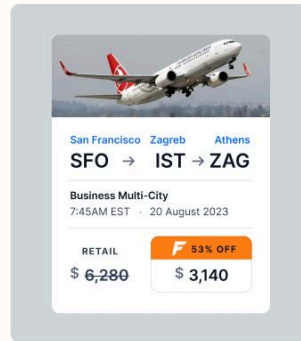 San Francisco Zagreb Athens
SFO → IST → ZAG
Business Multi-City
7:45AM EST · 20 August 2023
RETAIL
53% OFF
$ 6,280
$ 3,140